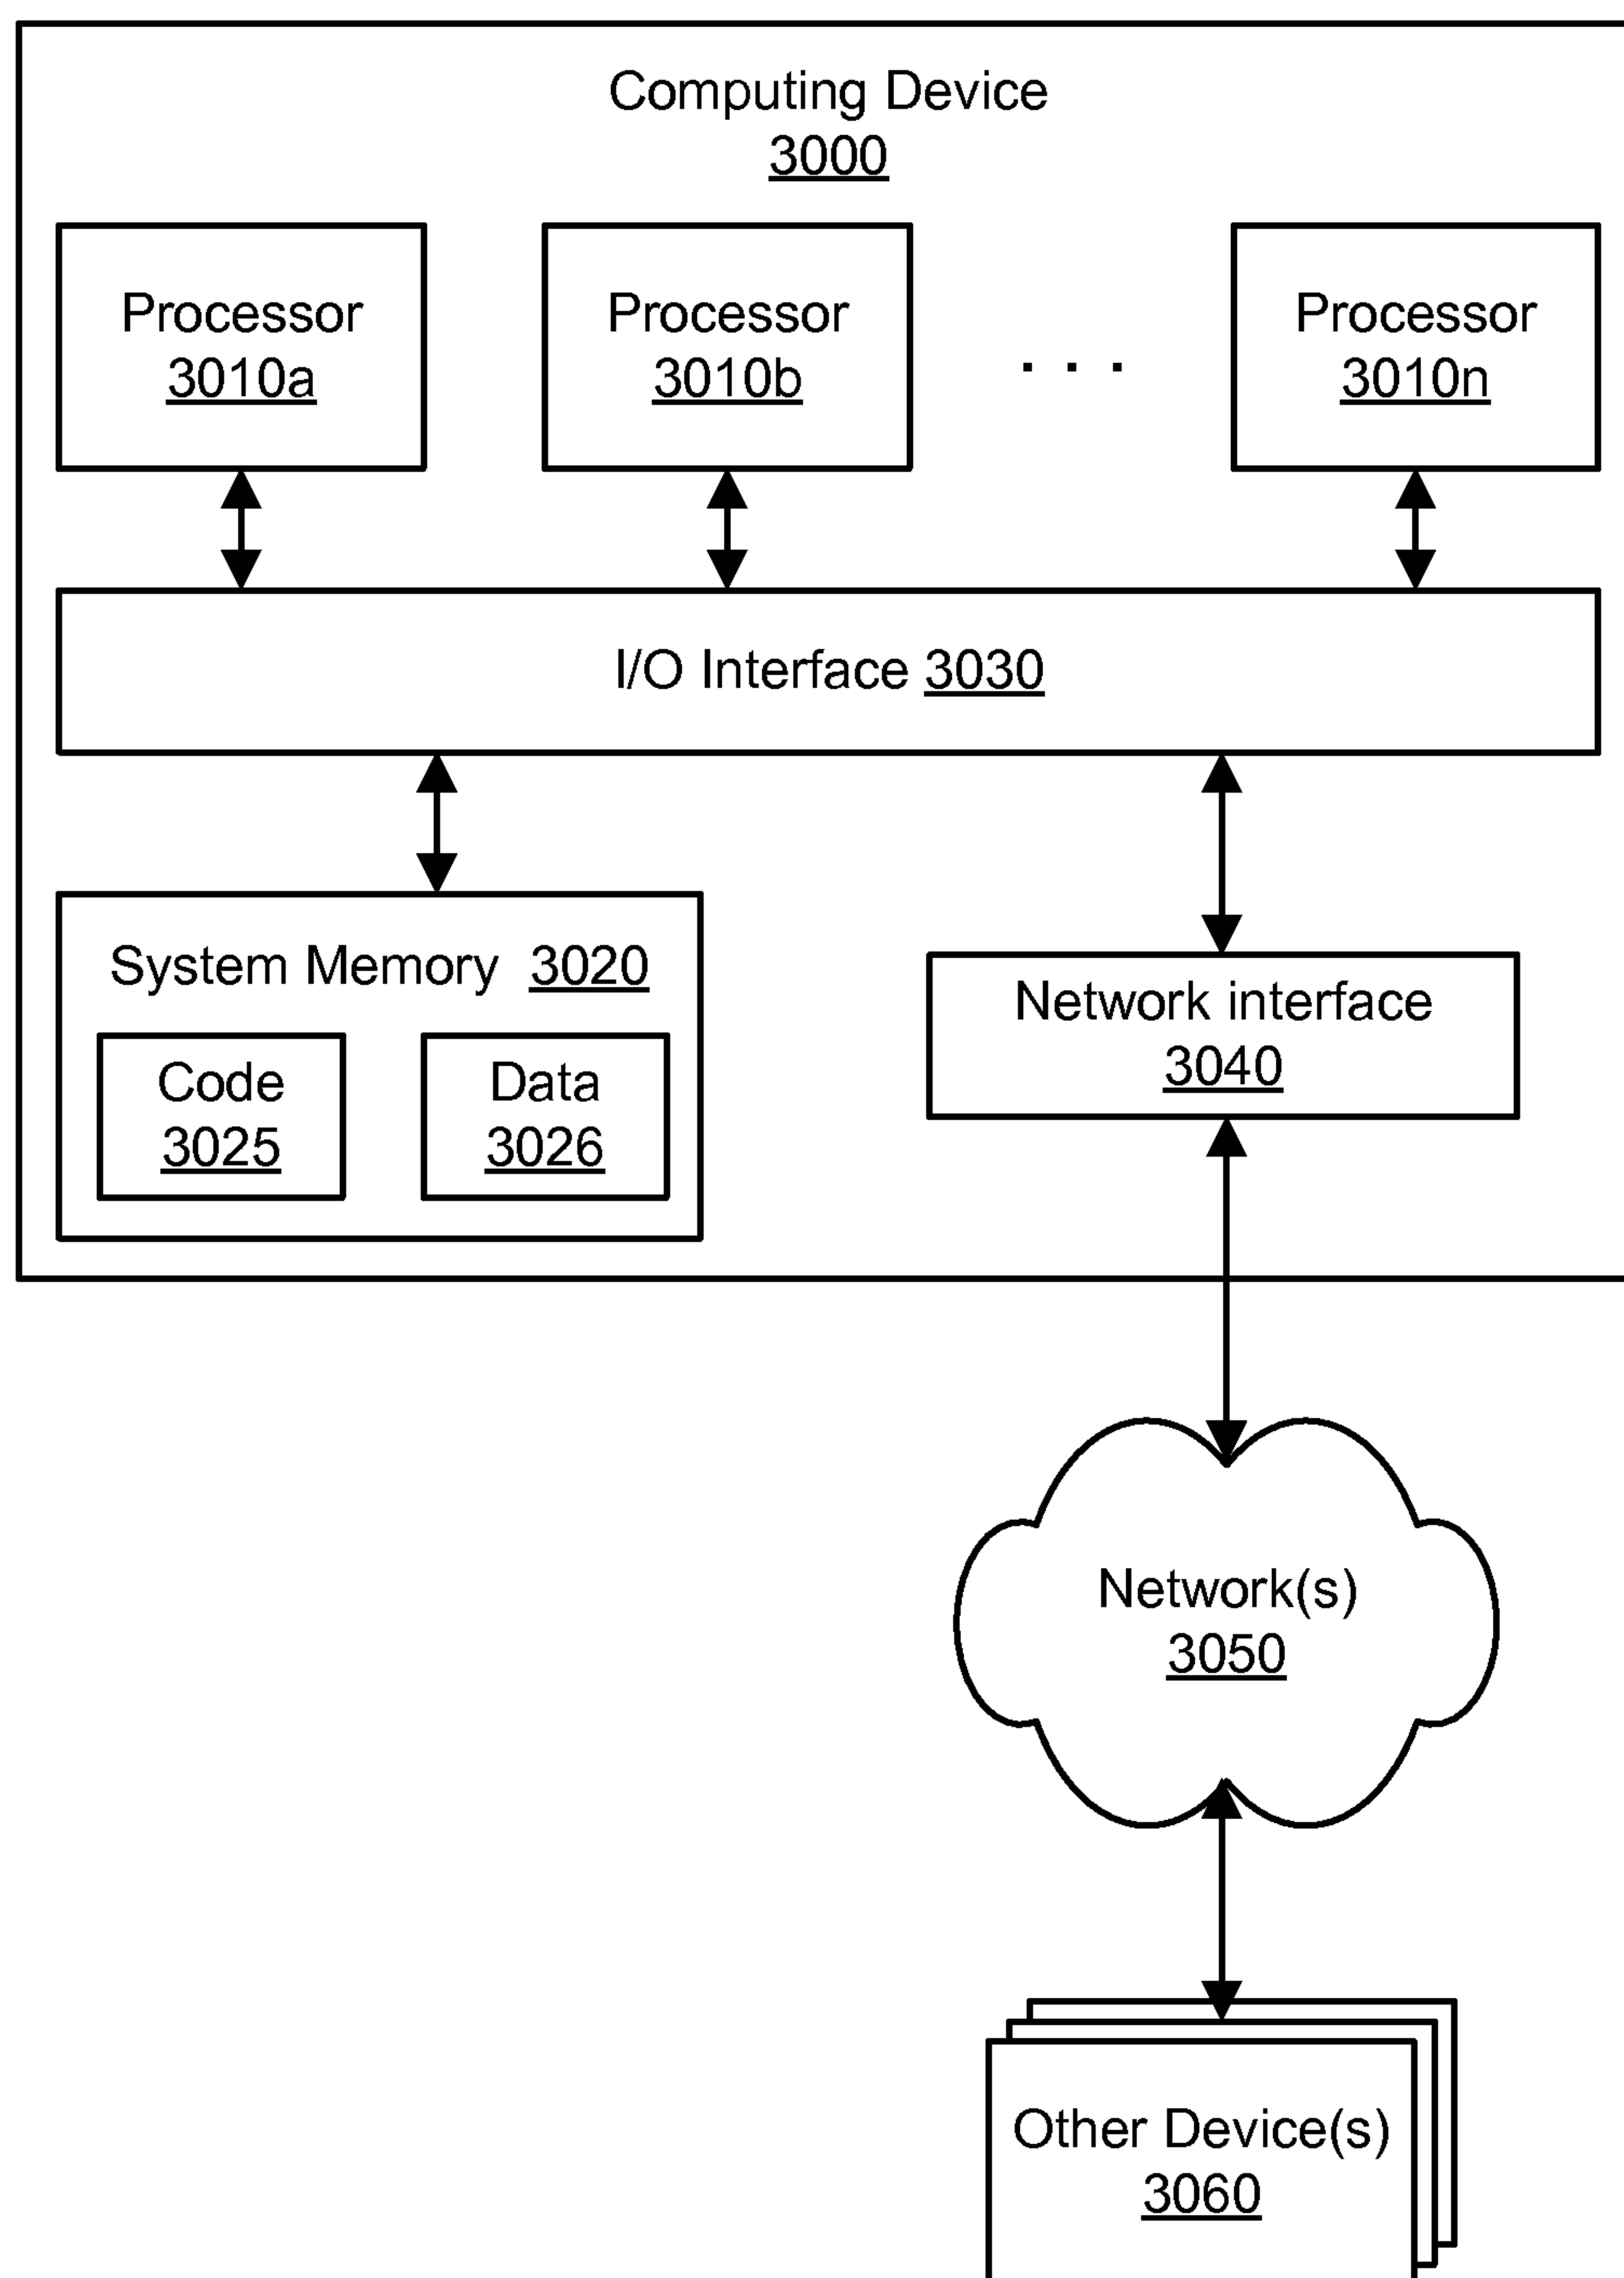 Computing Device
3000
Processor
3010a
Processor
3010b
. . .
Processor
3010n
I/O Interface 3030
System Memory 3020
Code
3025
Data
3026
Network interface
3040
Network(s)
3050
Other Device(s)
3060